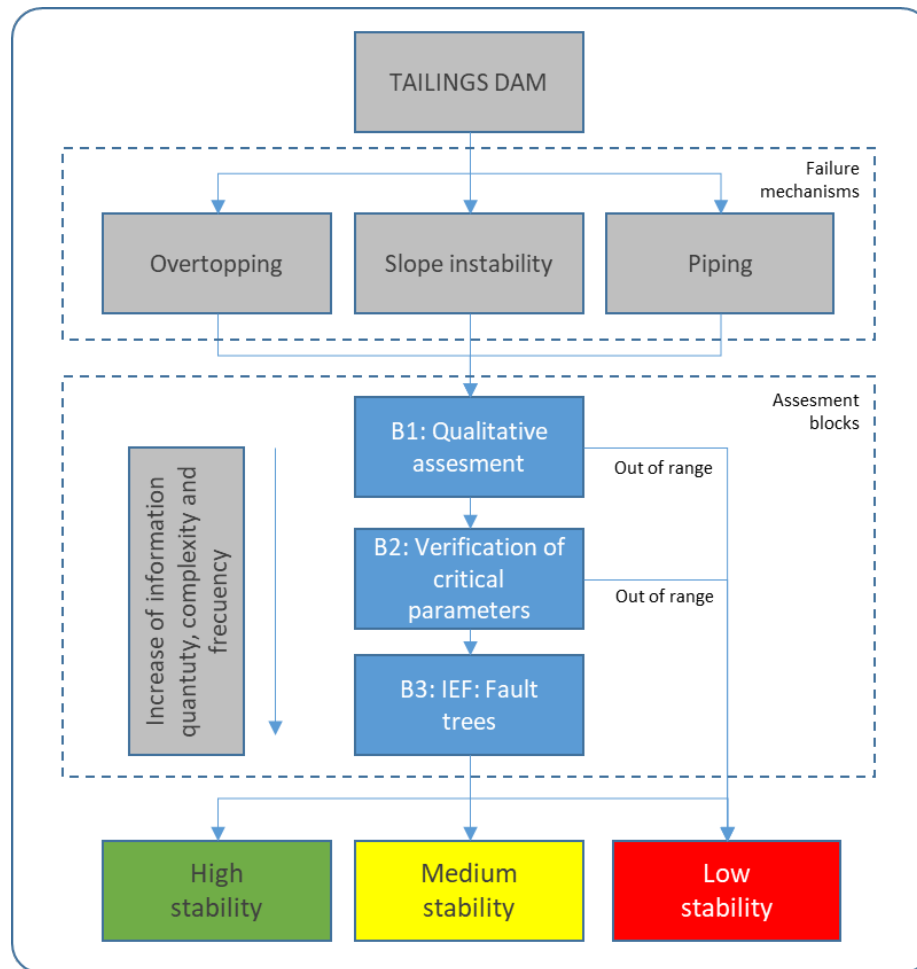 TAILINGS DAM
Failure
mechanisms
Overtopping
Slope instability
Piping
Assesment
blocks
B1: Qualitative
assesment
Out of range
Increase of information
quantuty, complexity and
frecuency
B2: Verification of
critical
parameters
Out of range
B3: IEF: Fault
trees
High
stability
Medium
stability
Low
stability